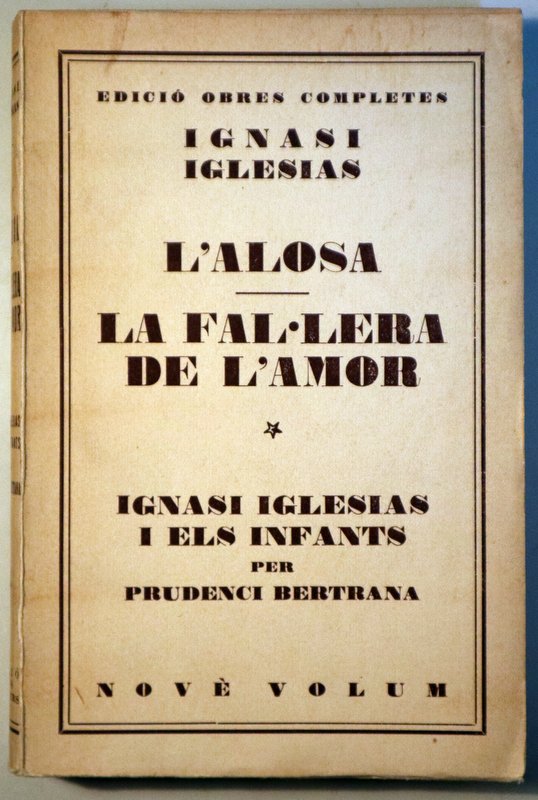 EDICIÓ OBRES COMPLETES
IGNASI
IGLESIAS
L'ALOSA
LA FAL·LERA
DE L'AMOR
IGNASI IGLESIAS
I ELS INFANTS
PER
PRUDENCI BERTRANA
NOVÈ VOLUM